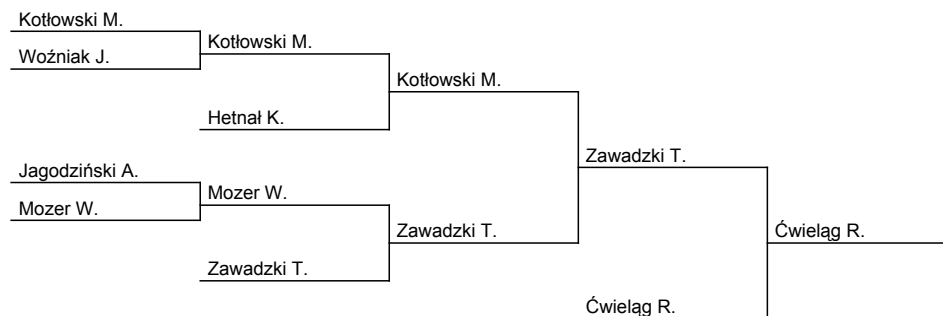 Kotłowski M.
Woźniak J.
Kotłowski M.
Kotłowski M.
Hetnał K.
Zawadzki T.
Jagodziński A.
Mozer W.
Mozer W.
Zawadzki T.
Ćwieląg R.
Zawadzki T.
Ćwieląg R.